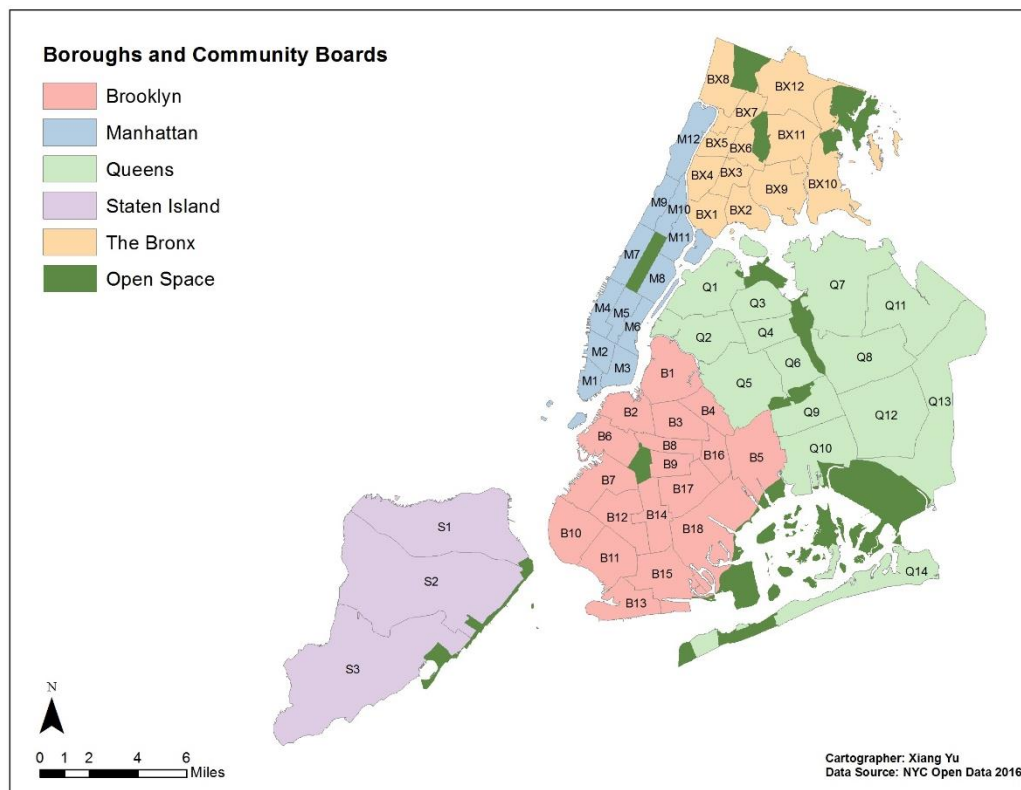 Boroughs and Community Boards
Brooklyn
Manhattan
Queens
Staten Island
The Bronx
Open Space
BX8
BX12
BX7
BX11
BX5
BX6
BX4
BX3
BX9
BX10
BX1
BX2
M12
M9
M10
M11
M7
M8
M4
M5
M6
M2
M3
M1
Q1
Q3
Q7
Q11
Q2
Q4
Q6
Q8
Q5
Q9
Q12
Q13
Q10
Q14
B1
B2
B3
B4
B6
B8
B16
B5
B9
B7
B17
B12
B14
B10
B18
B11
B15
B13
S1
S2
S3
N
0 1 2 4 6
Miles
Cartographer: Xiang Yu
Data Source: NYC Open Data 2016